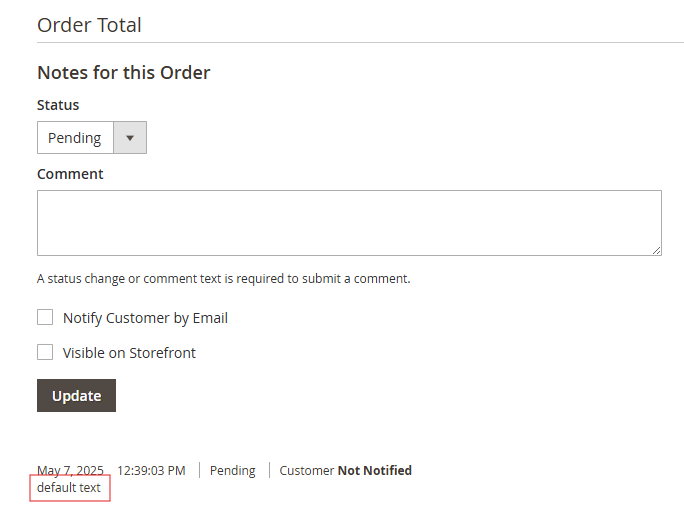 Order Total
Notes for this Order
Status
Pending
Comment
A status change or comment text is required to submit a comment.
Notify Customer by Email
Visible on Storefront
Update
May 7, 2025 12:39:03 PM Pending Customer Not Notified
default text